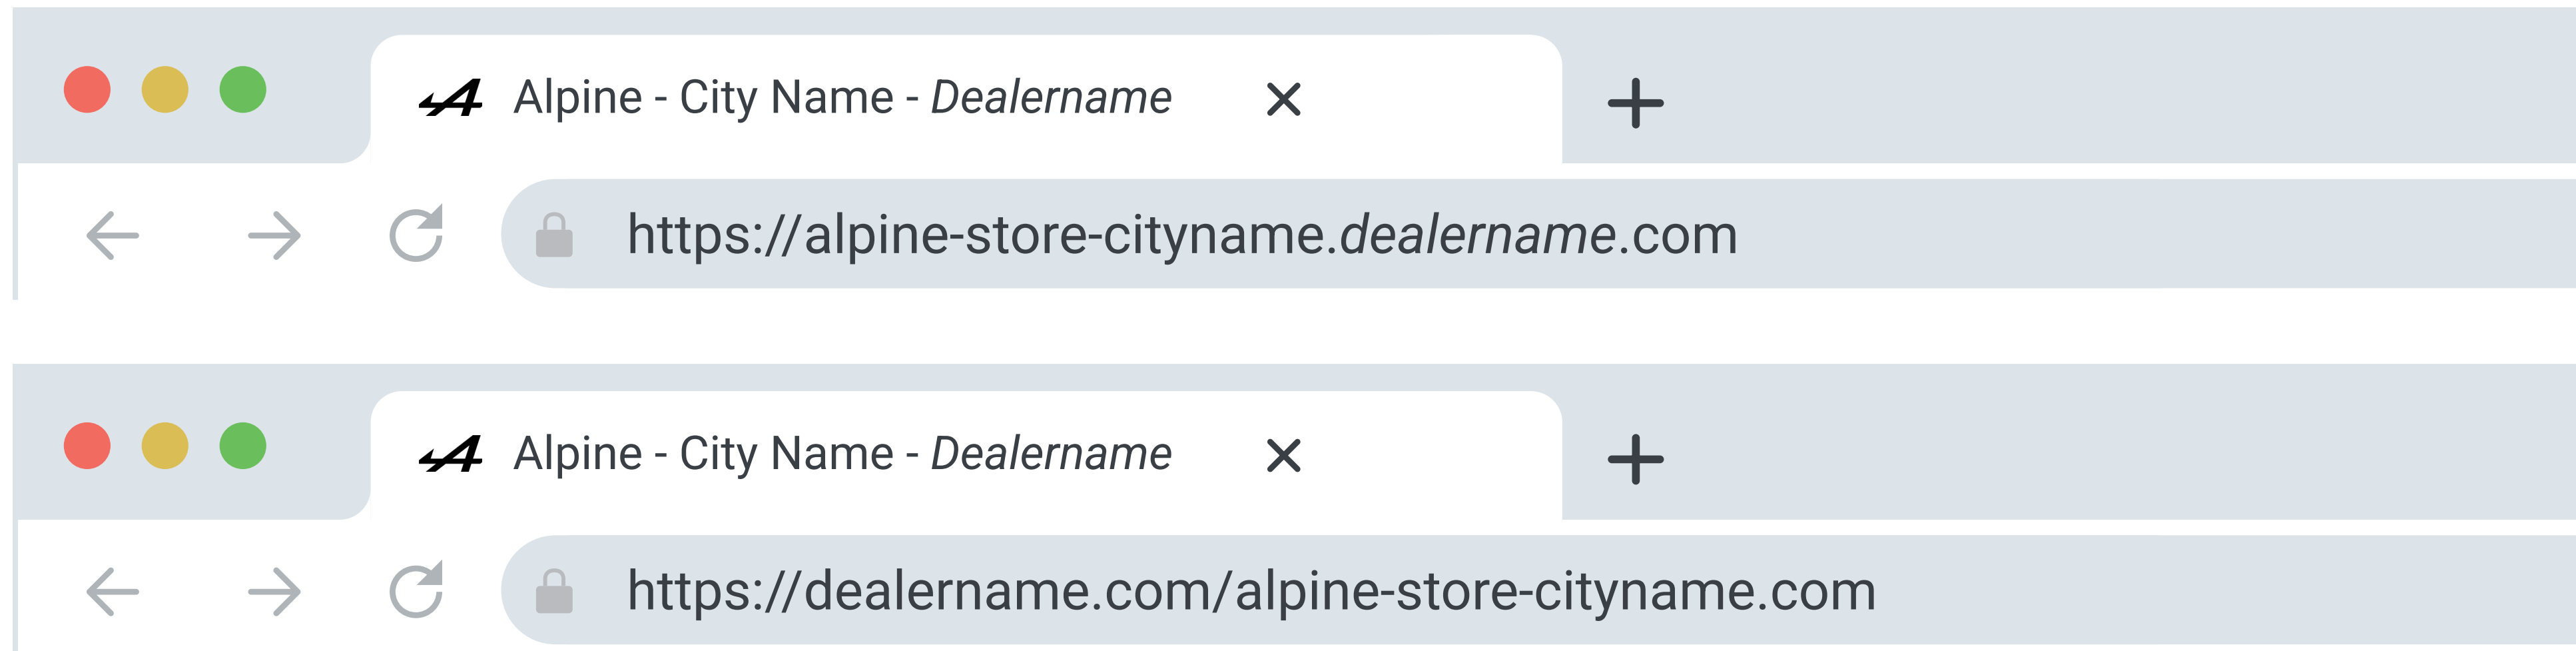 Alpine - City Name - Dealername
https://alpine-store-cityname.dealername.com
Alpine - City Name - Dealername
https://dealername.com/alpine-store-cityname.com